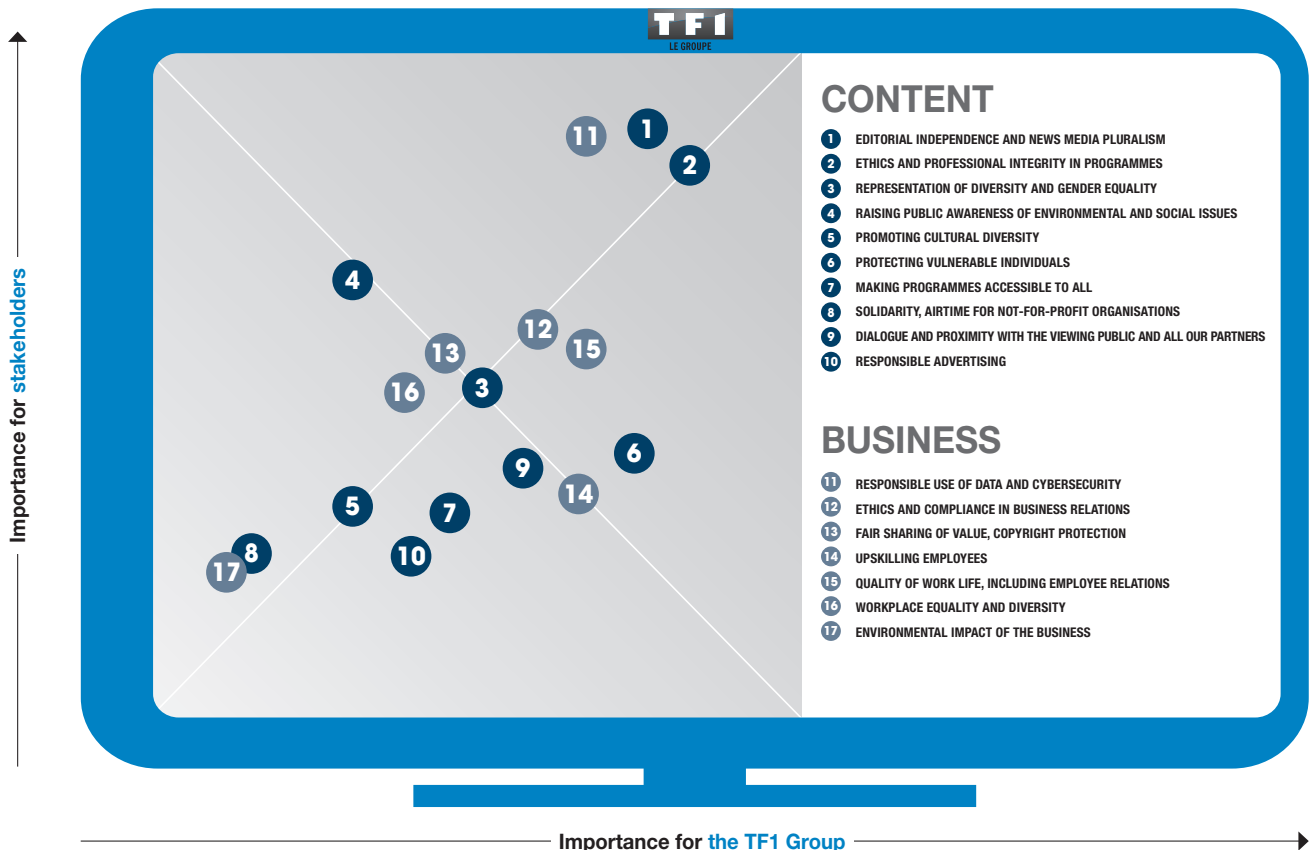 TF1
LE GROUPE
Importance for stakeholders
11
1
2
4
12
15
13
16
3
6
9
14
5
7
10
8
17
CONTENT
1 EDITORIAL INDEPENDENCE AND NEWS MEDIA PLURALISM
2 ETHICS AND PROFESSIONAL INTEGRITY IN PROGRAMMES
3 REPRESENTATION OF DIVERSITY AND GENDER EQUALITY
4 RAISING PUBLIC AWARENESS OF ENVIRONMENTAL AND SOCIAL ISSUES
5 PROMOTING CULTURAL DIVERSITY
6 PROTECTING VULNERABLE INDIVIDUALS
7 MAKING PROGRAMMES ACCESSIBLE TO ALL
8 SOLIDARITY, AIRTIME FOR NOT-FOR-PROFIT ORGANISATIONS
9 DIALOGUE AND PROXIMITY WITH THE VIEWING PUBLIC AND ALL OUR PARTNERS
10 RESPONSIBLE ADVERTISING
BUSINESS
11 RESPONSIBLE USE OF DATA AND CYBERSECURITY
12 ETHICS AND COMPLIANCE IN BUSINESS RELATIONS
13 FAIR SHARING OF VALUE, COPYRIGHT PROTECTION
14 UPSKILLING EMPLOYEES
15 QUALITY OF WORK LIFE, INCLUDING EMPLOYEE RELATIONS
16 WORKPLACE EQUALITY AND DIVERSITY
17 ENVIRONMENTAL IMPACT OF THE BUSINESS
Importance for the TF1 Group